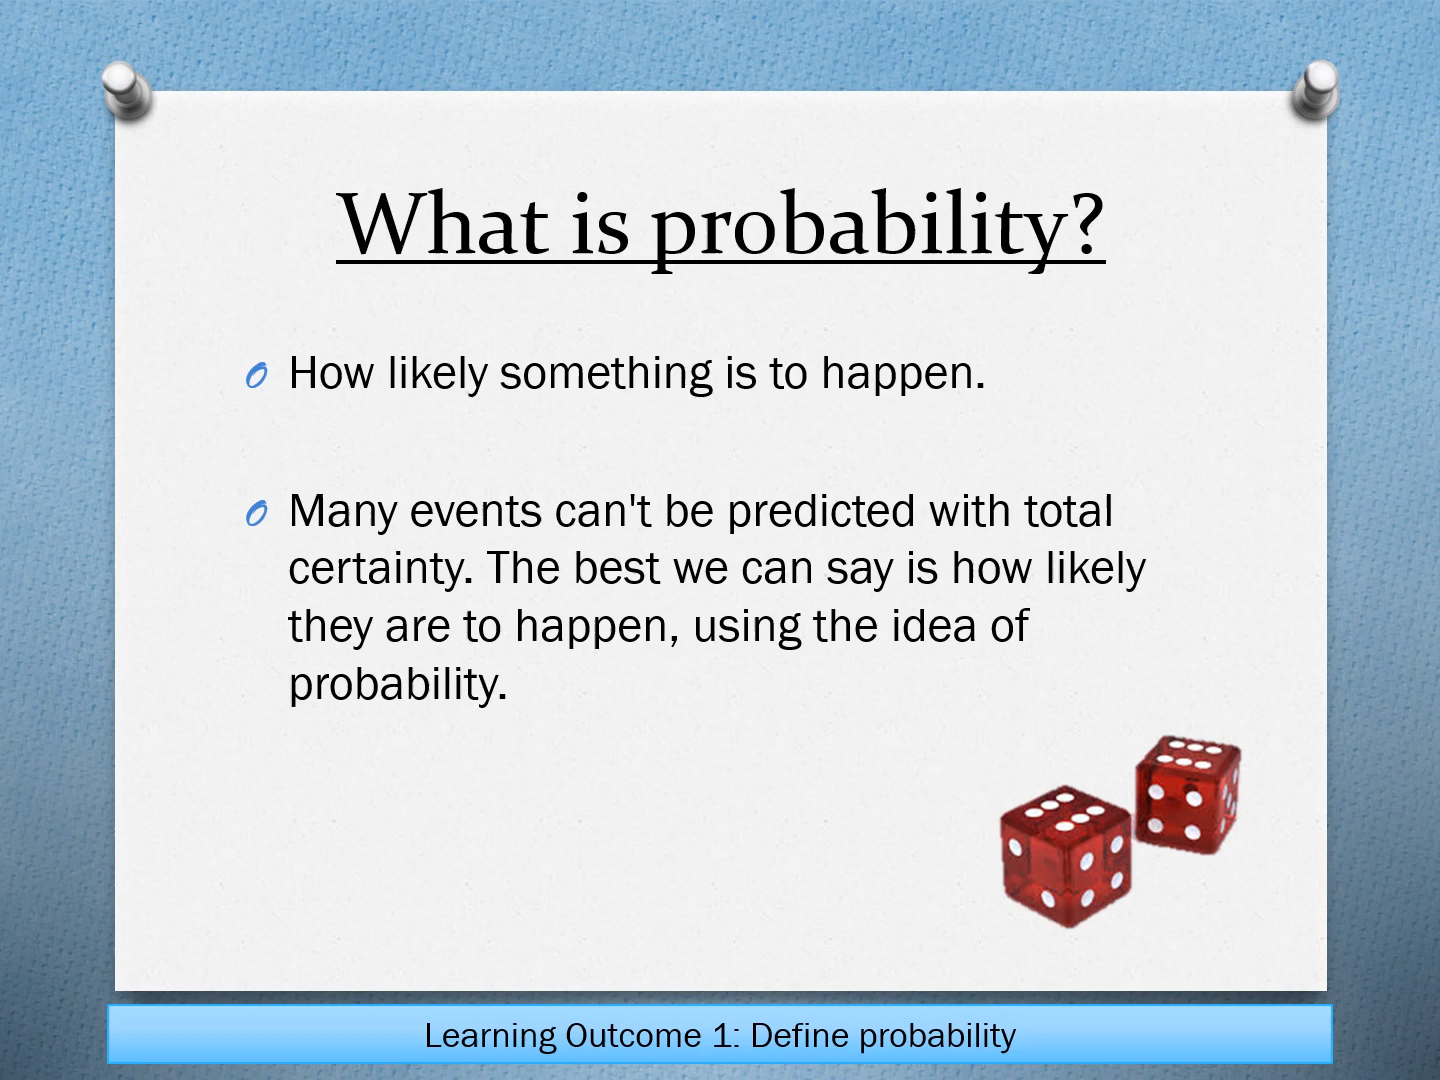 What is probability?
How likely something is to happen.
Many events can't be predicted with total
certainty. The best we can say is how likely
they are to happen, using the idea of
probability.
Learning Outcome 1: Define probability